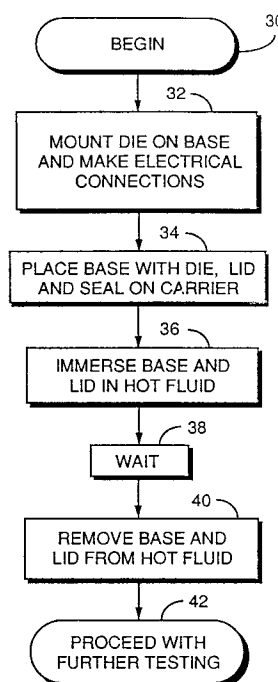 30
BEGIN
32
MOUNT DIE ON BASE
AND MAKE ELECTRICAL
CONNECTIONS
34
PLACE BASE WITH DIE, LID
AND SEAL ON CARRIER
36
IMMERSE BASE AND
LID IN HOT FLUID
38
WAIT
40
REMOVE BASE AND
LID FROM HOT FLUID
42
PROCEED WITH
FURTHER TESTING